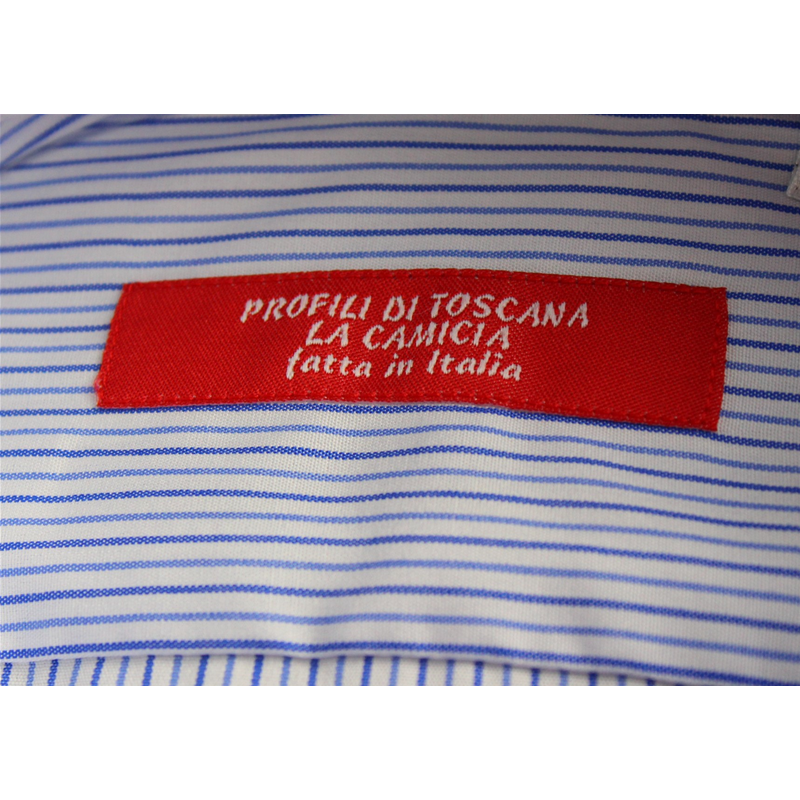 PROFILI DI TOSCANA
LA CAMICIA
fatta in Italia